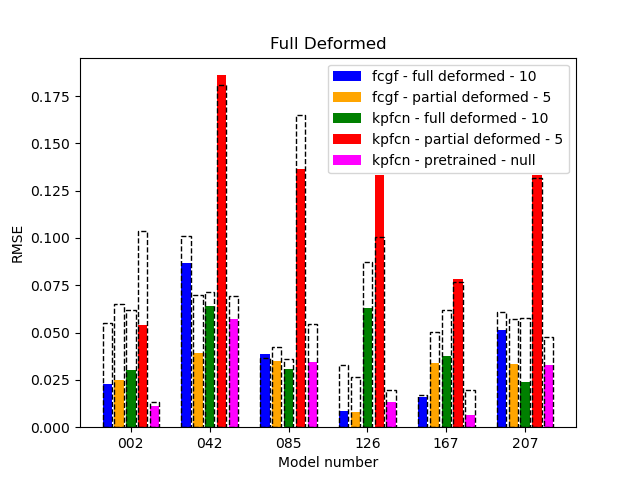 Full Deformed
fcgf - full deformed - 10
fcgf - partial deformed - 5
kpfcn - full deformed - 10
kpfcn - partial deformed - 5
kpfcn - pretrained - null
RMSE
0.175
0.150
0.125
0.100
0.075
0.050
0.025
0.000
002 042 085 126 167 207
Model number